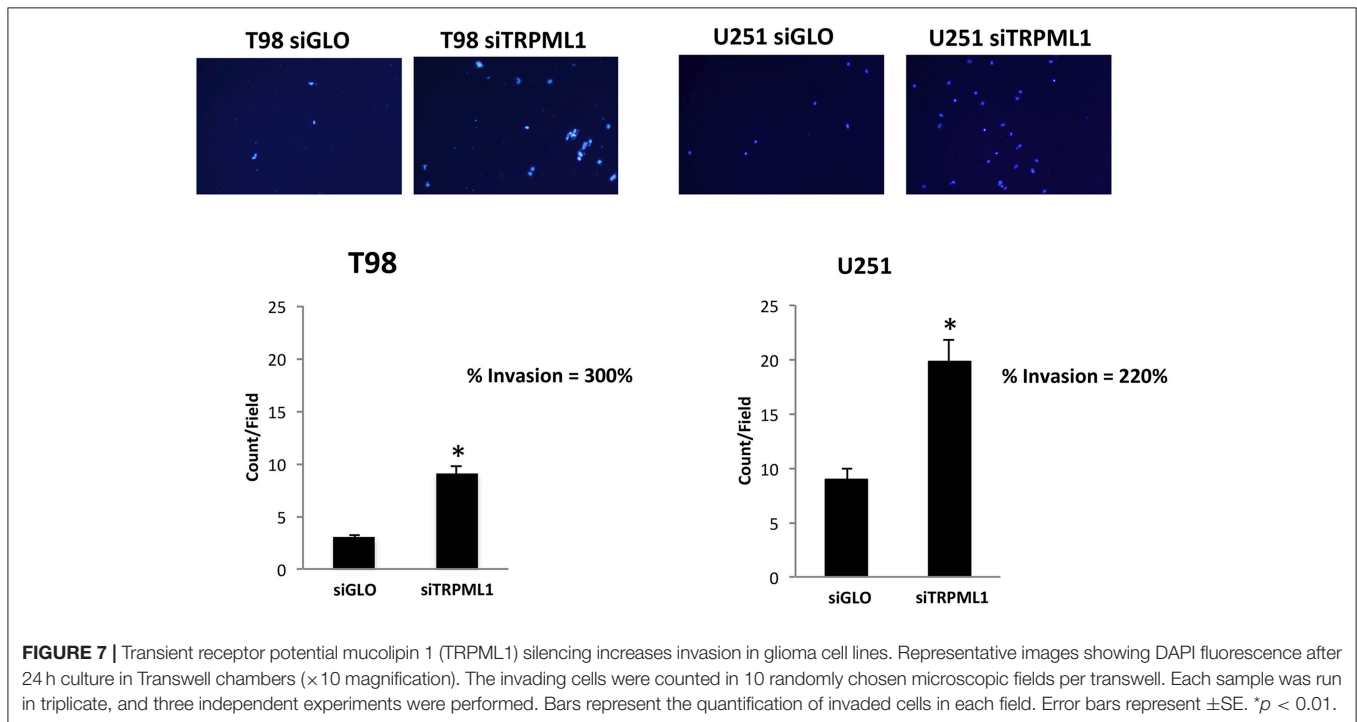 T98 siGLO
T98 siTRPML1
U251 siGLO
U251 siTRPML1
T98
25
20
15
10
5
0
Count/Field
*
% Invasion = 300%
siGLO
siTRPML1
U251
25
20
15
10
5
0
Count/Field
*
% Invasion = 220%
siGLO
siTRPML1
FIGURE 7 | Transient receptor potential mucolipin 1 (TRPML1) silencing increases invasion in glioma cell lines. Representative images showing DAPI fluorescence after
24 h culture in Transwell chambers (×10 magnification). The invading cells were counted in 10 randomly chosen microscopic fields per transwell. Each sample was run
in triplicate, and three independent experiments were performed. Bars represent the quantification of invaded cells in each field. Error bars represent ±SE. *p < 0.01.